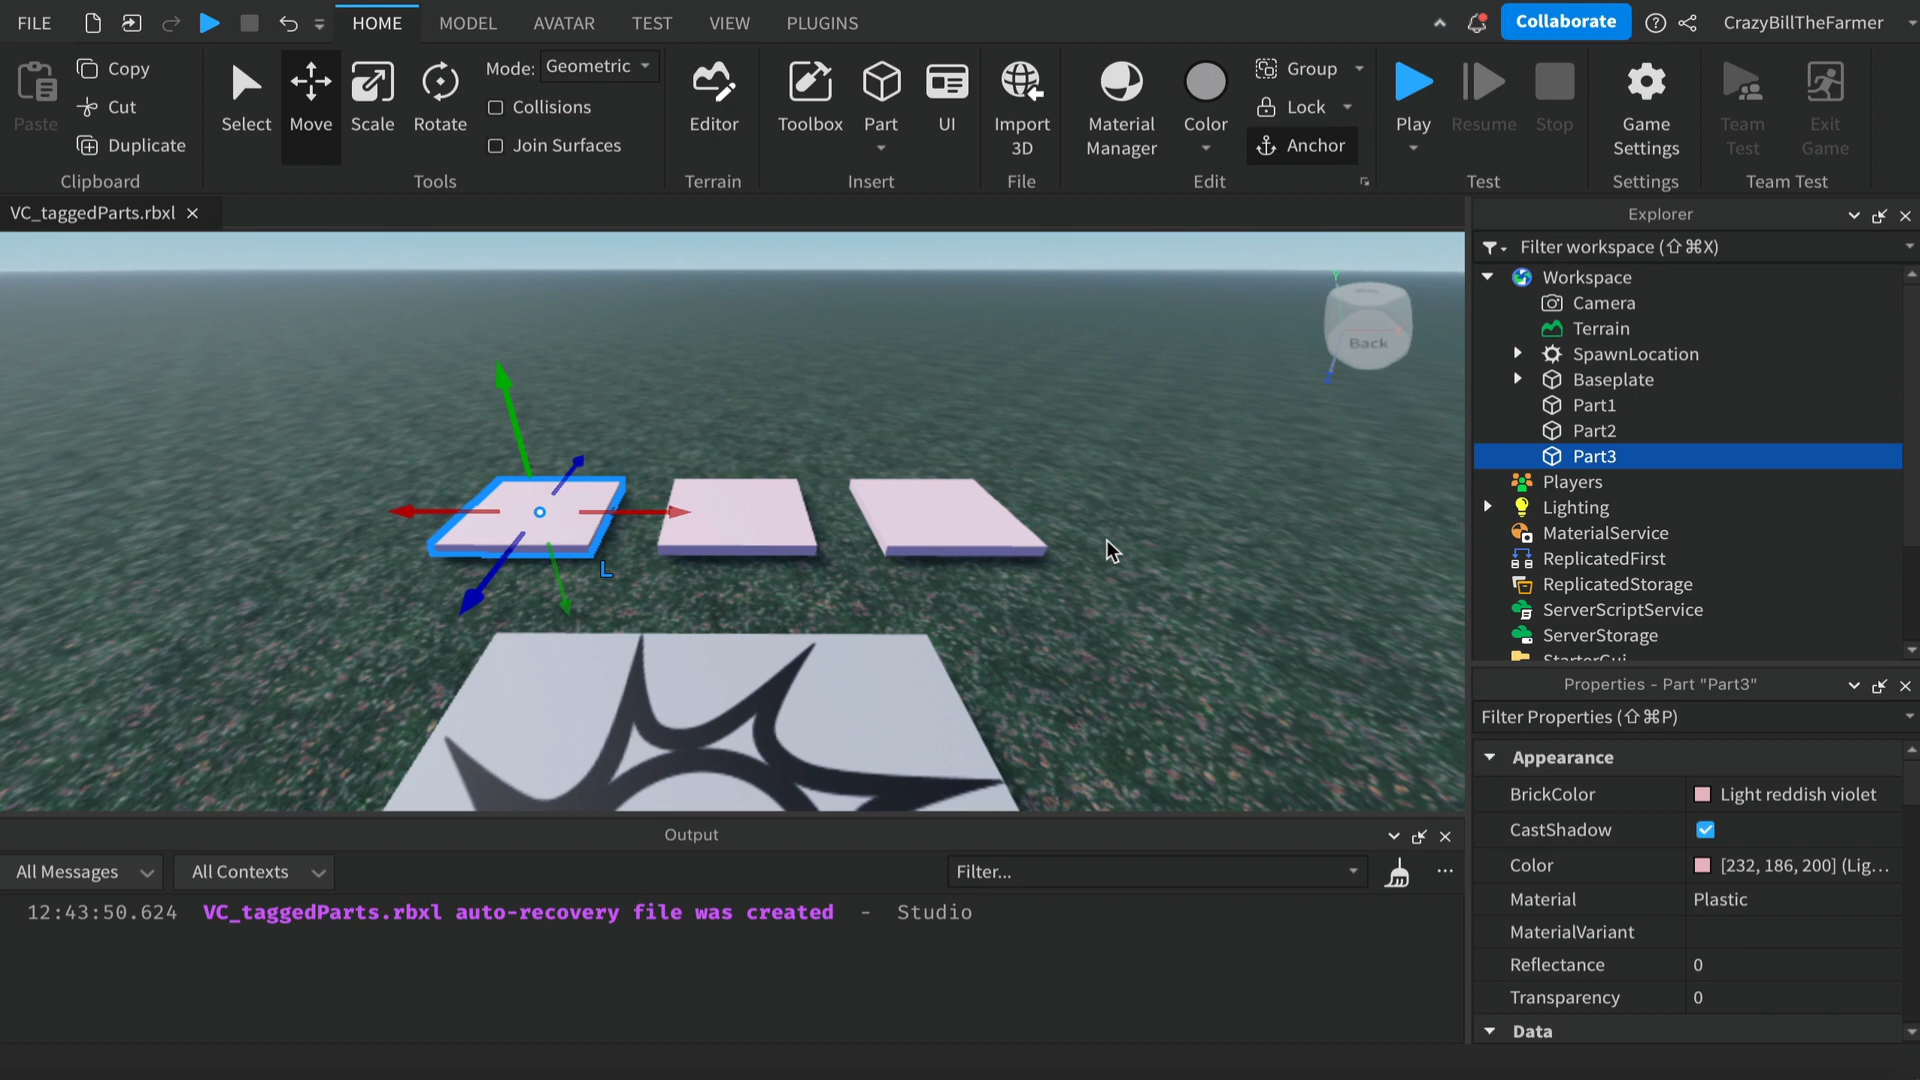 FILE
HOME
MODEL
AVATAR
TEST
VIEW
PLUGINS
Collaborate
CrazyBillTheFarmer
Paste
Copy
Cut
Duplicate
Clipboard
Select
Move
Scale
Rotate
Mode: Geometric
Collisions
Join Surfaces
Tools
Editor
Terrain
Toolbox
Part
UI
Insert
Import
3D
File
Material
Manager
Color
Group
Lock
Anchor
Edit
Play
Resume
Stop
Test
Game
Settings
Settings
Team
Test
Exit
Game
Team Test
VC_taggedParts.rbxl
Y
Back
Z
L
Explorer
Filter workspace (⇧⌘X)
Workspace
Camera
Terrain
SpawnLocation
Baseplate
Part1
Part2
Part3
Players
Lighting
MaterialService
ReplicatedFirst
ReplicatedStorage
ServerScriptService
ServerStorage
StarterGui
Properties - Part "Part3"
Filter Properties (⇧⌘P)
Appearance
BrickColor Light reddish violet
CastShadow
Color [232, 186, 200] (Lig...
Material Plastic
MaterialVariant
Reflectance 0
Transparency 0
Data
Output
All Messages
All Contexts
Filter...
12:43:50.624 VC_taggedParts.rbxl auto-recovery file was created - Studio